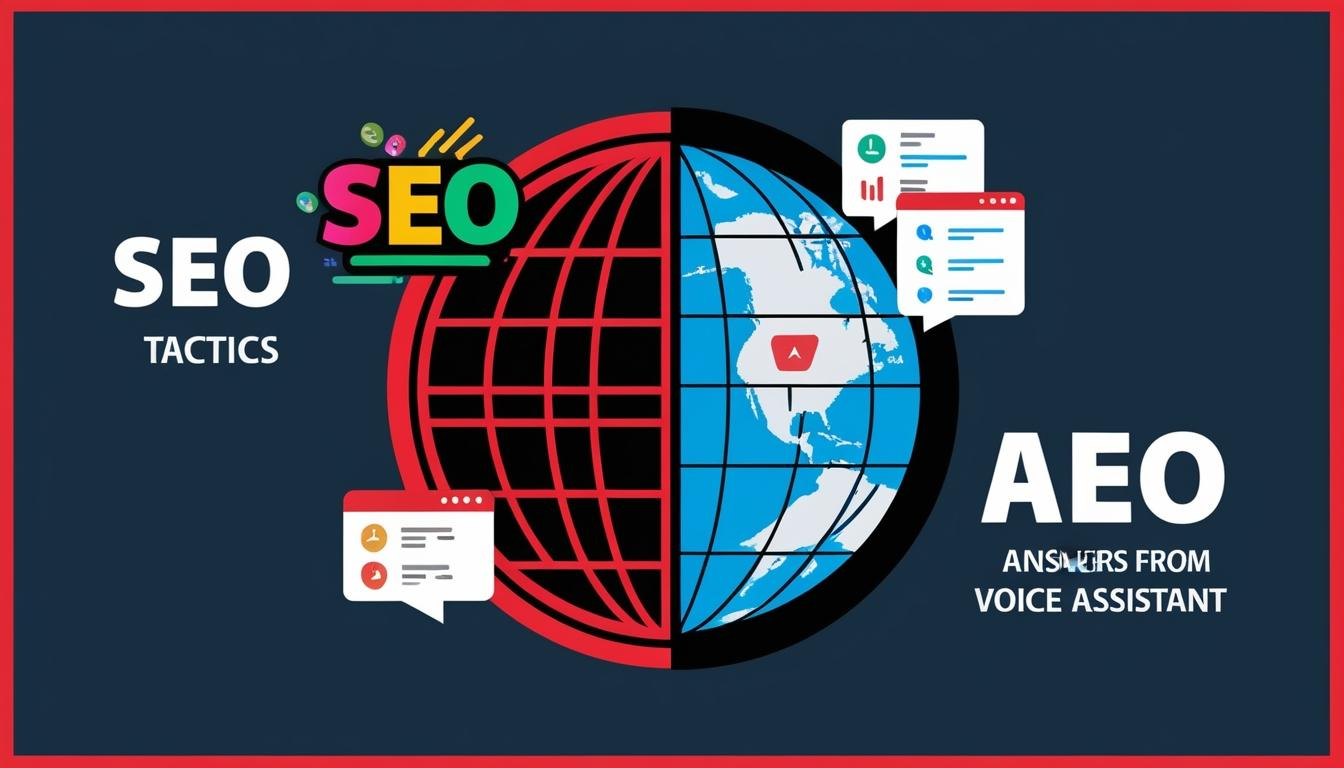 SEO
SEO
TACTICS
AEO
FROM
VOICE ASSISTANT